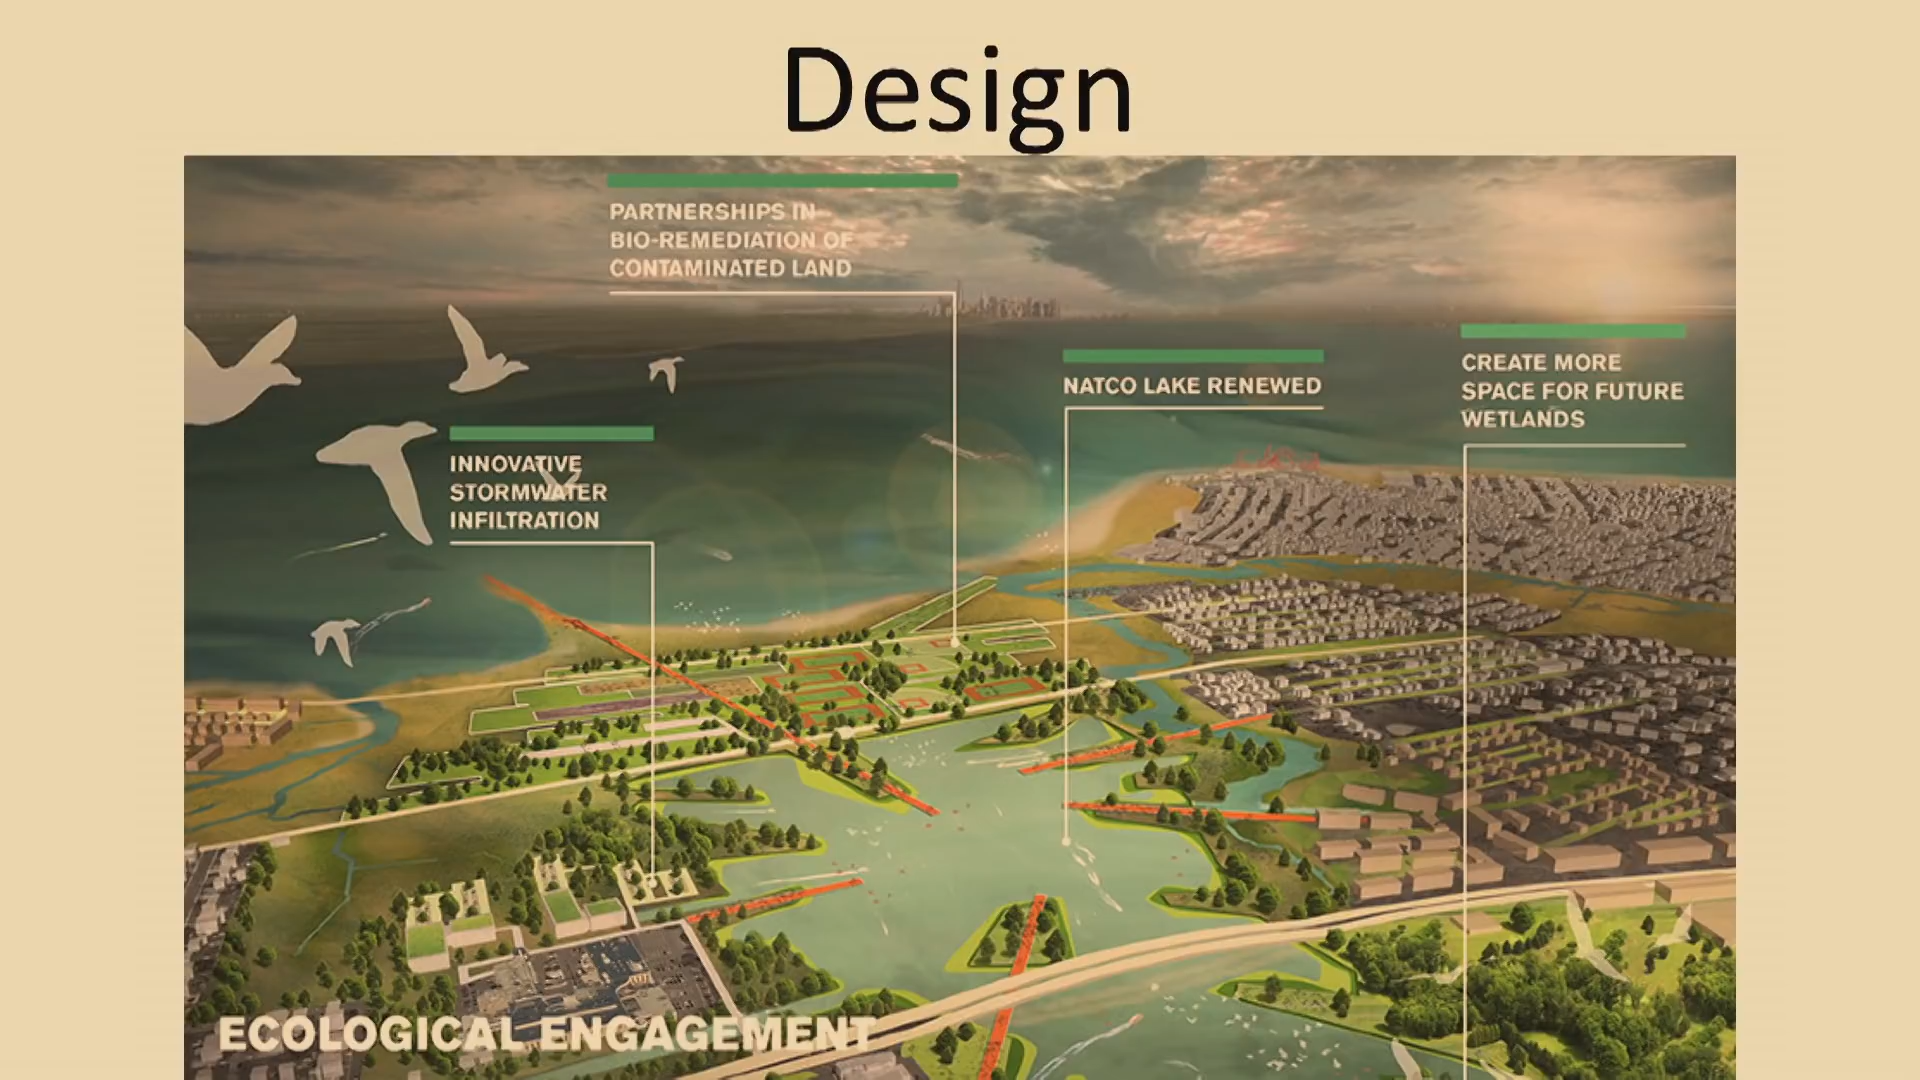 Design
PARTNERSHIPS IN
BIO-REMEDIATION OF
CONTAMINATED LAND
NATCO LAKE RENEWED
CREATE MORE
SPACE FOR FUTURE
WETLANDS
INNOVATIVE
STORMWATER
INFILTRATION
ECOLOGICAL ENGAGEMENT